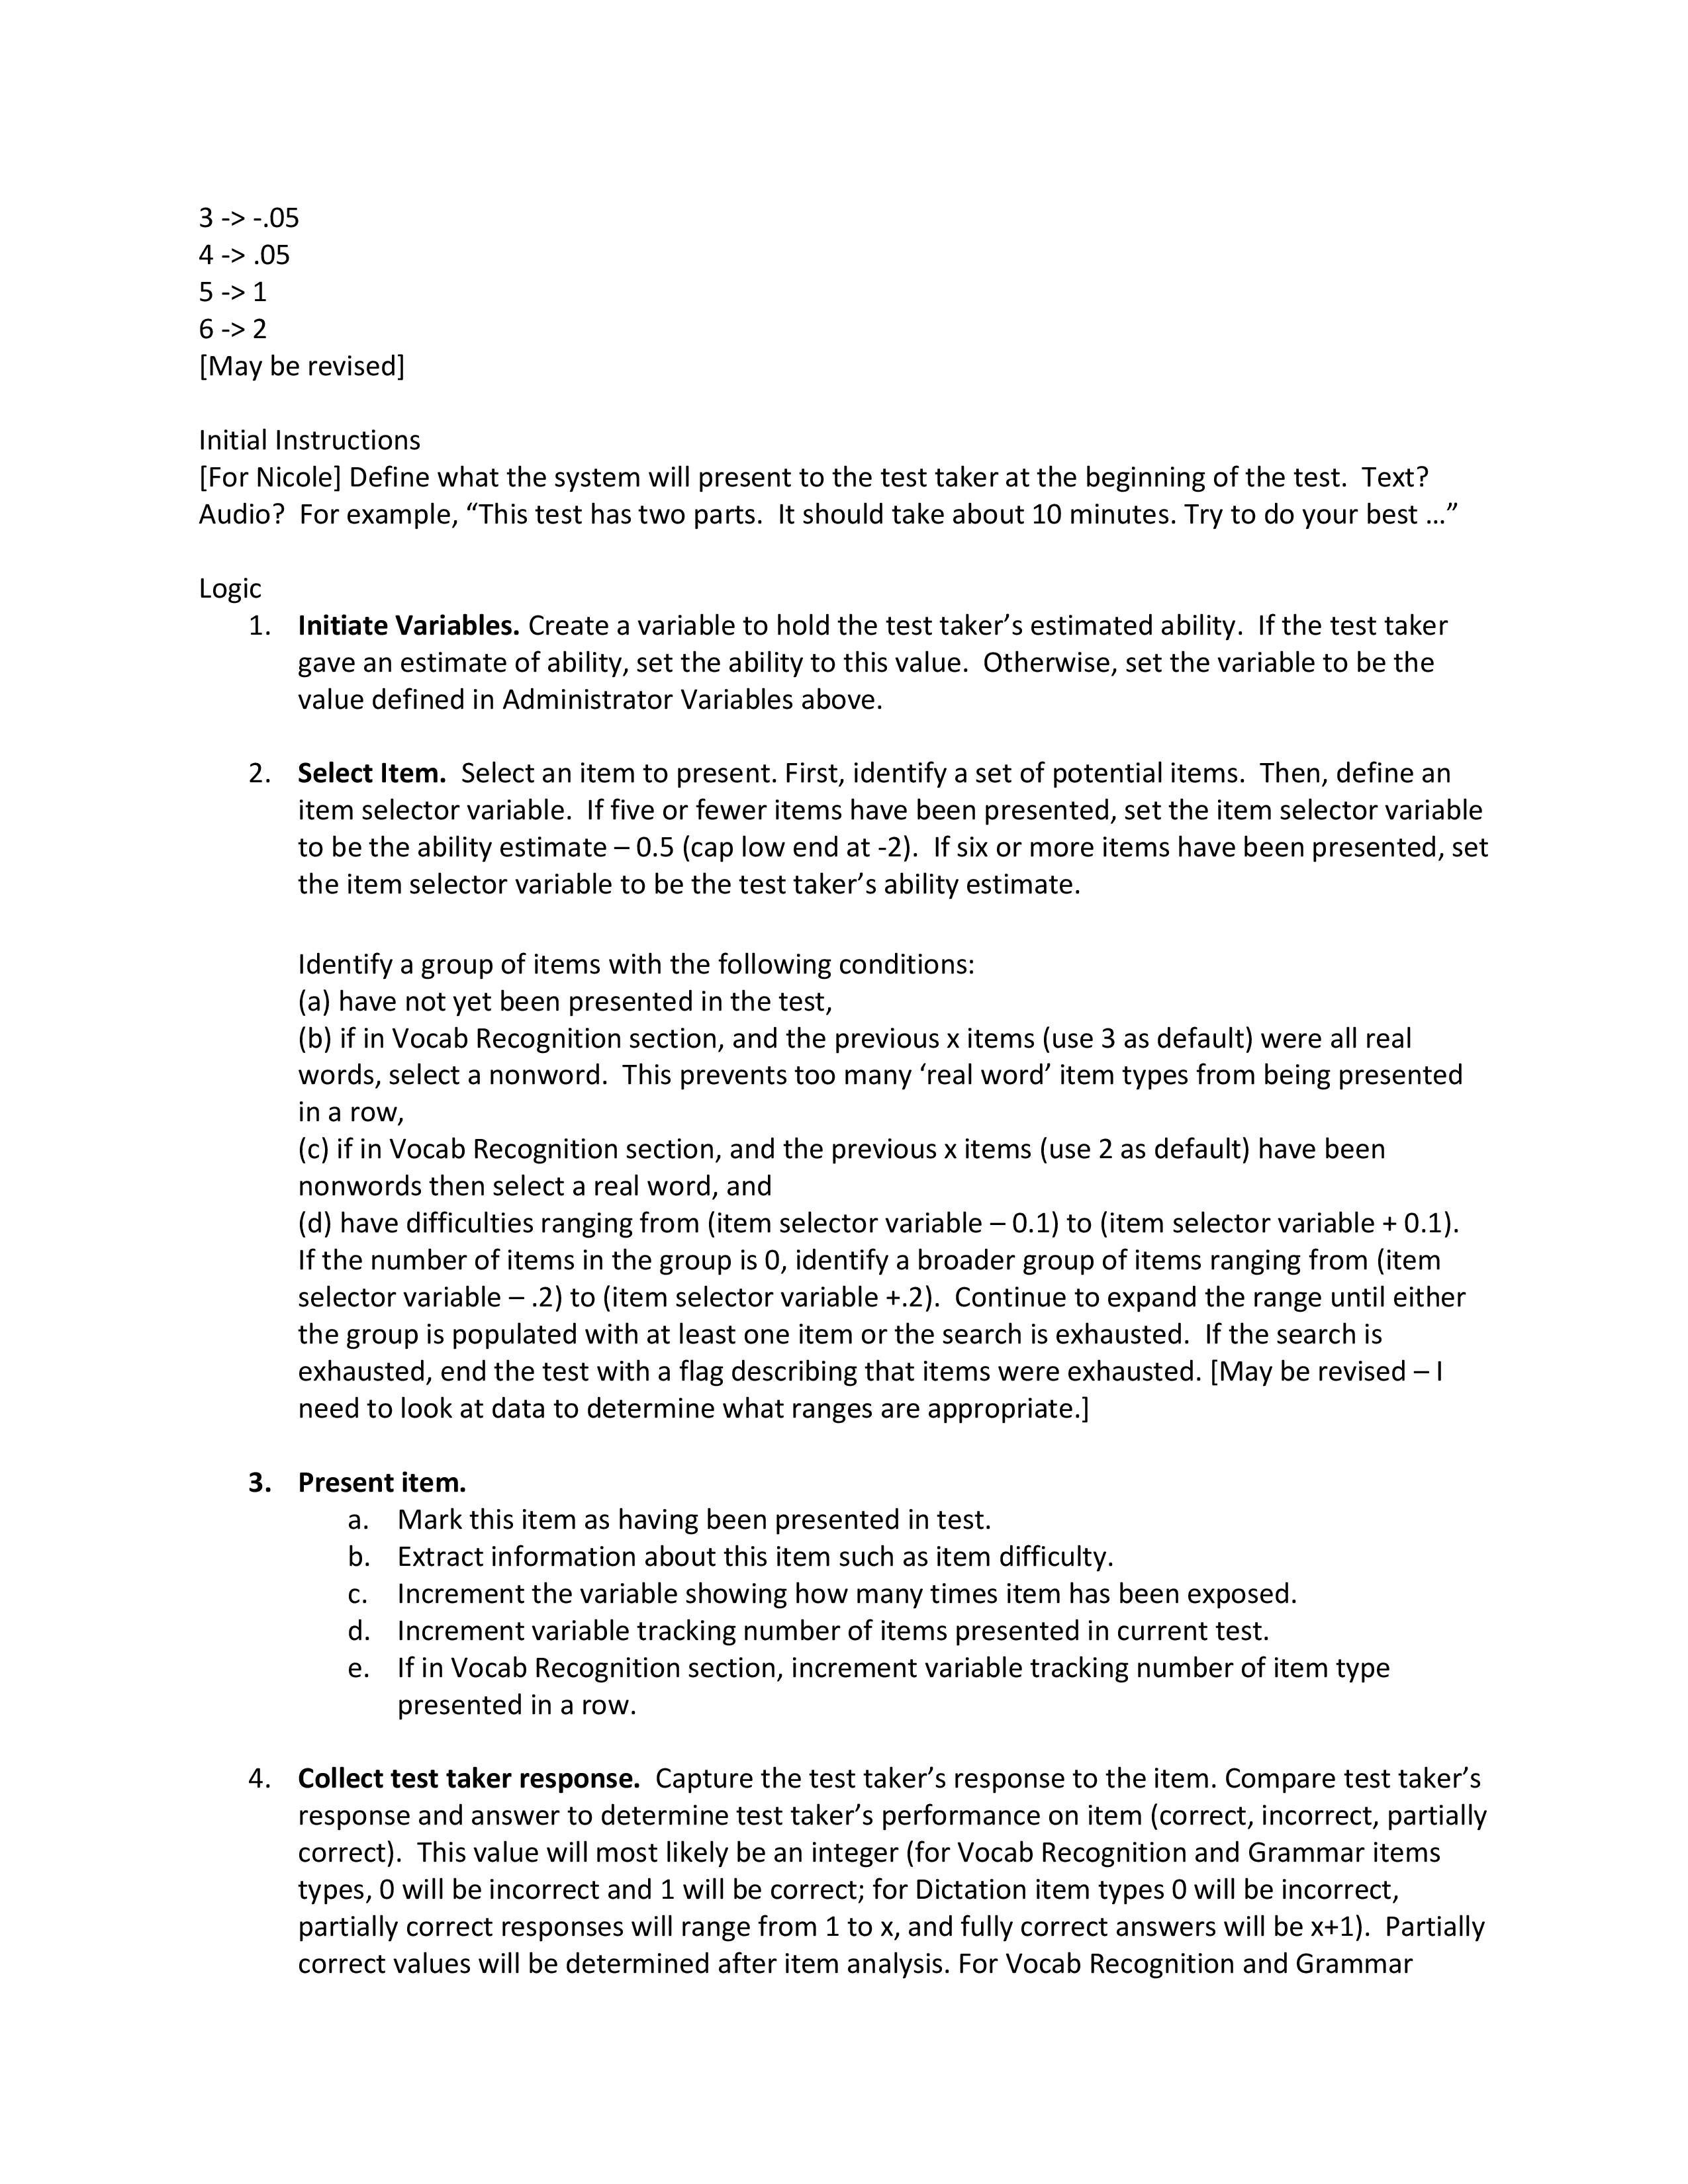 3 -> -.05
4 -> .05
5 -> 1
6 -> 2
[May be revised]
Initial Instructions
[For Nicole] Define what the system will present to the test taker at the beginning of the test.  Text?
Audio?  For example, “This test has two parts.  It should take about 10 minutes. Try to do your best …”
Logic
1. Initiate Variables. Create a variable to hold the test taker’s estimated ability.  If the test taker
gave an estimate of ability, set the ability to this value.  Otherwise, set the variable to be the
value defined in Administrator Variables above.
2. Select Item.  Select an item to present. First, identify a set of potential items.  Then, define an
item selector variable.  If five or fewer items have been presented, set the item selector variable
to be the ability estimate – 0.5 (cap low end at -2).  If six or more items have been presented, set
the item selector variable to be the test taker’s ability estimate.
Identify a group of items with the following conditions:
(a) have not yet been presented in the test,
(b) if in Vocab Recognition section, and the previous x items (use 3 as default) were all real
words, select a nonword.  This prevents too many ‘real word’ item types from being presented
in a row,
(c) if in Vocab Recognition section, and the previous x items (use 2 as default) have been
nonwords then select a real word, and
(d) have difficulties ranging from (item selector variable – 0.1) to (item selector variable + 0.1).
If the number of items in the group is 0, identify a broader group of items ranging from (item
selector variable – .2) to (item selector variable +.2).  Continue to expand the range until either
the group is populated with at least one item or the search is exhausted.  If the search is
exhausted, end the test with a flag describing that items were exhausted. [May be revised – I
need to look at data to determine what ranges are appropriate.]
3. Present item.
a. Mark this item as having been presented in test.
b. Extract information about this item such as item difficulty.
c. Increment the variable showing how many times item has been exposed.
d. Increment variable tracking number of items presented in current test.
e. If in Vocab Recognition section, increment variable tracking number of item type
presented in a row.
4. Collect test taker response.  Capture the test taker’s response to the item. Compare test taker’s
response and answer to determine test taker’s performance on item (correct, incorrect, partially
correct).  This value will most likely be an integer (for Vocab Recognition and Grammar items
types, 0 will be incorrect and 1 will be correct; for Dictation item types 0 will be incorrect,
partially correct responses will range from 1 to x, and fully correct answers will be x+1).  Partially
correct values will be determined after item analysis. For Vocab Recognition and Grammar